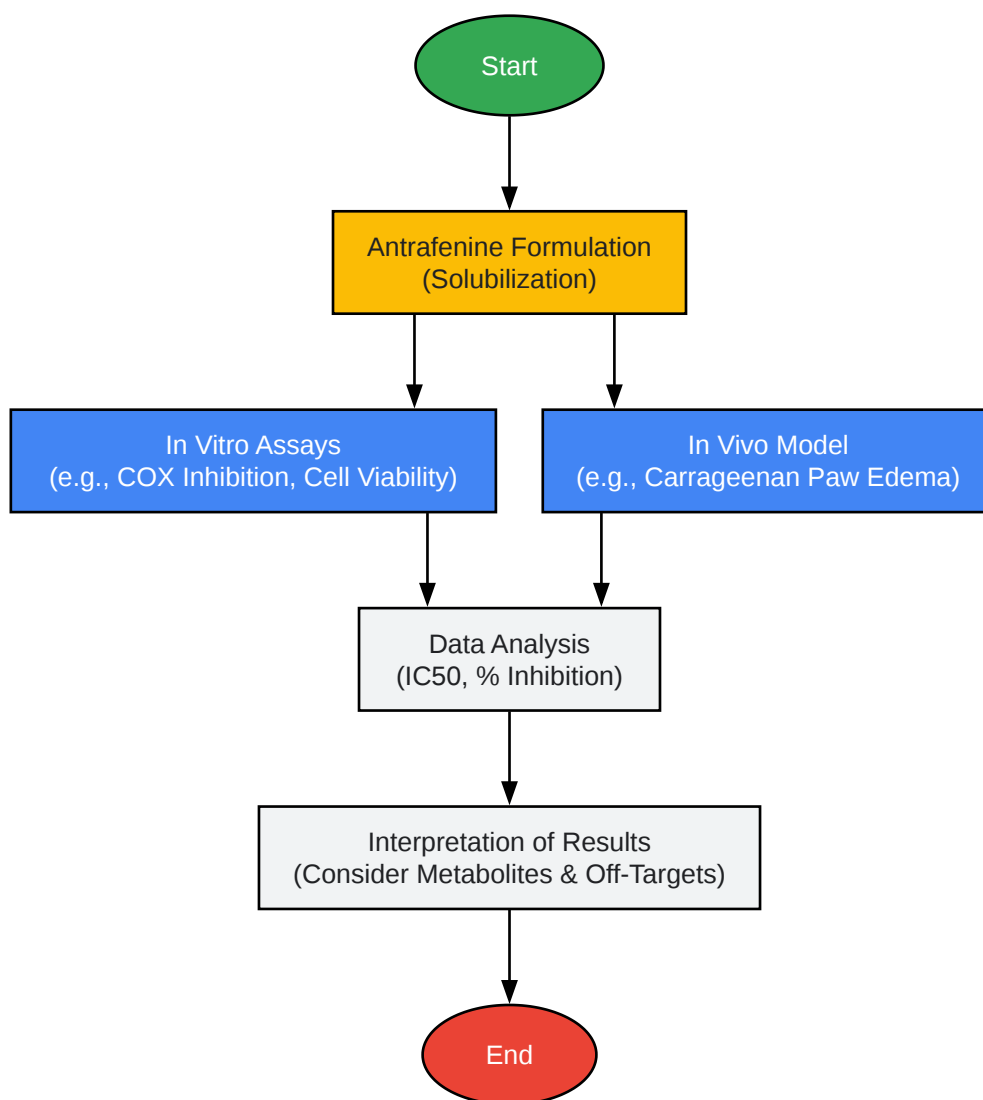 Start
Antrafenine Formulation
(Solubilization)
In Vitro Assays
(e.g., COX Inhibition, Cell Viability)
In Vivo Model
(e.g., Carrageenan Paw Edema)
Data Analysis
(IC50, % Inhibition)
Interpretation of Results
(Consider Metabolites & Off-Targets)
End